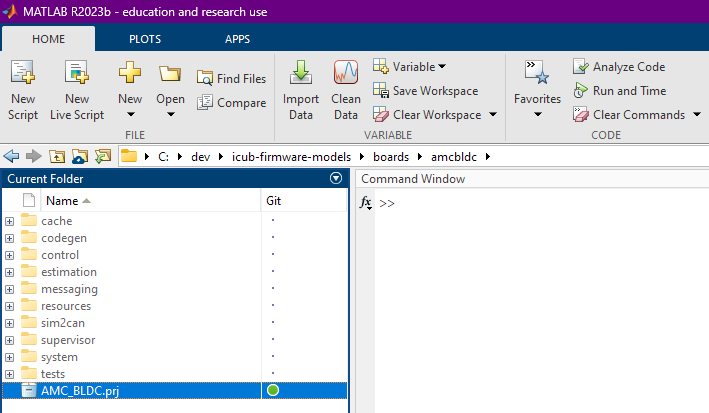 MATLAB R2023b - education and research use
HOME PLOTS APPS
New Script
New Live Script
New
Open
Find Files
Compare
FILE
Import Data
Clean Data
Variable
Save Workspace
Clear Workspace
VARIABLE
Favorites
Analyze Code
Run and Time
Clear Commands
CODE
C: dev icub-firmware-models boards amcbldc
Current Folder
Name Git
cache
codegen
control
estimation
messaging
resources
sim2can
supervisor
system
tests
AMC_BLDC.prj
Command Window
fx >>